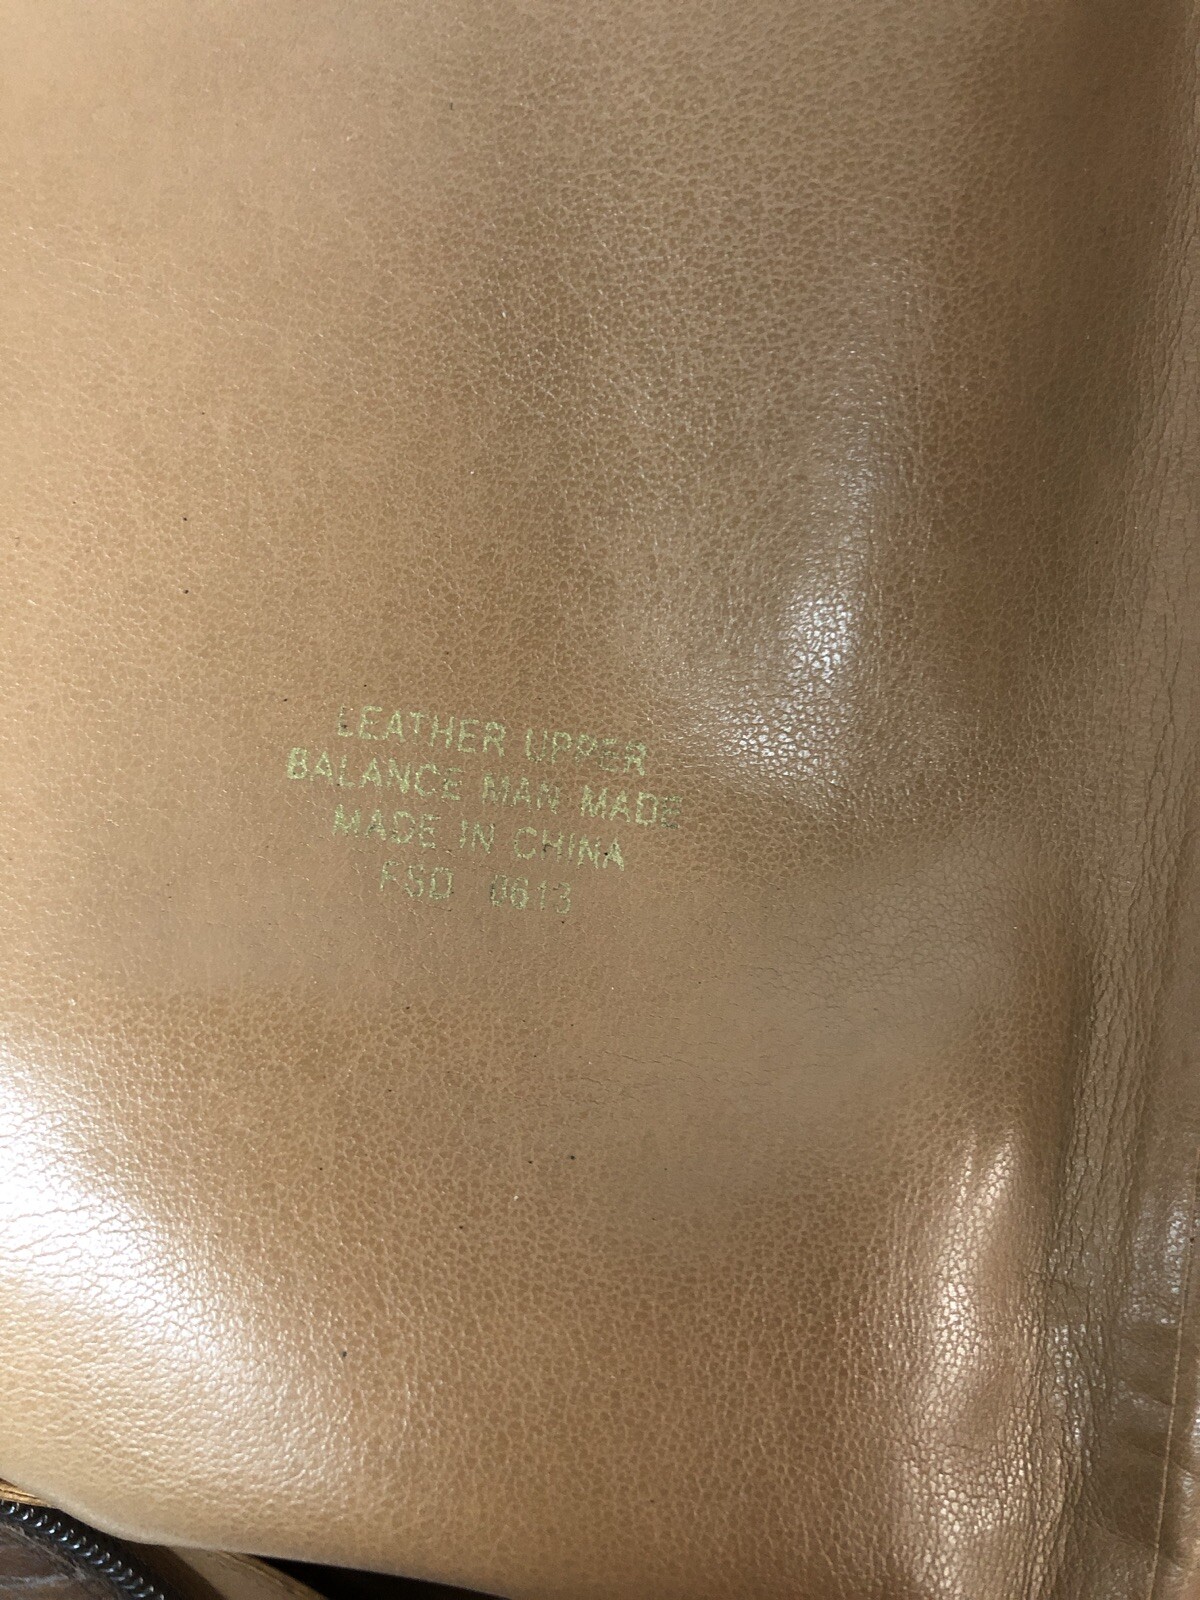 LEATHER UPPER
BALANCE MAN MADE
MADE IN CHINA
FSD 0613